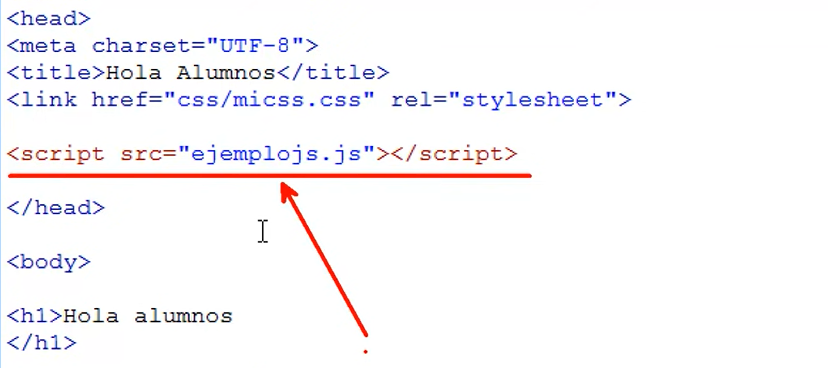 <head>
<meta charset="UTF-8">
<title>Hola Alumnos</title>
<link href="css/micss.css" rel="stylesheet">
<script src="ejemplojs.js"></script>
</head>
<body>
<h1>Hola alumnos
</h1>